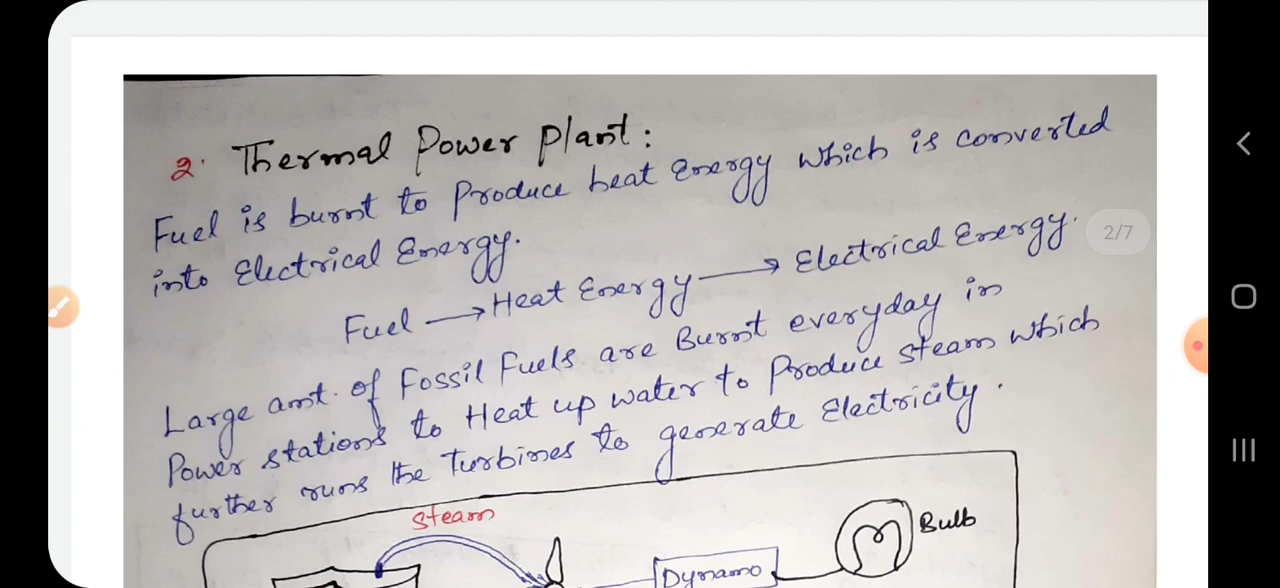 2. Thermal Power Plant:
Fuel is burnt to Produce heat Energy which is converted
into Electrical Energy.
Fuel → Heat Energy → Electrical Energy.
2/7
Large amt. of Fossil Fuels are Burnt everyday in
Power stations to Heat up water to Produce steam which
further runs the Turbines to generate Electricity.
steam
Bulb
Dynamo